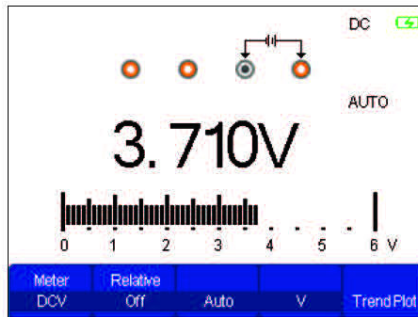 DC
AUTO
3.710V
0 1 2 3 4 5 6 V
Meter Relative
DCV Off Auto V Trend Plot